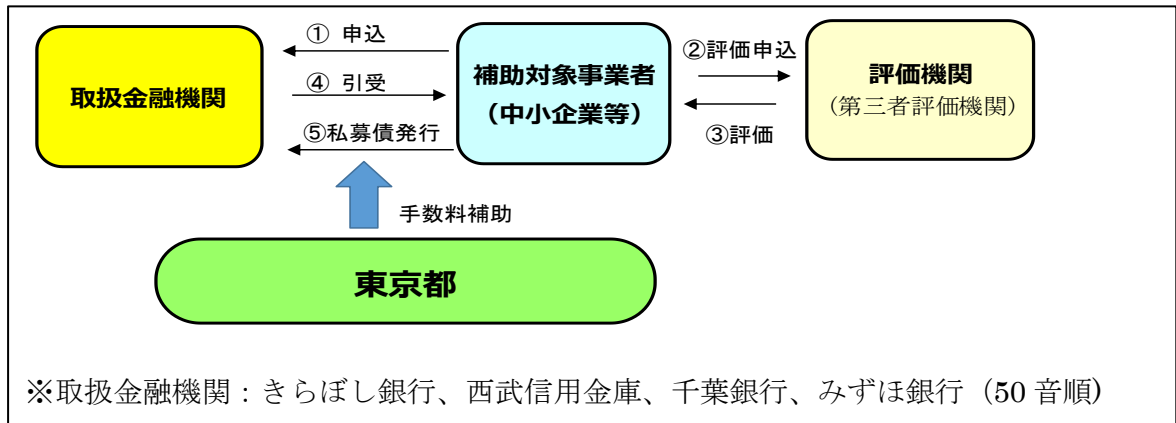 ① 申込
取扱金融機関
④ 引受
⑤私募債発行
補助対象事業者
（中小企業等）
②評価申込
③評価
評価機関
（第三者評価機関）
手数料補助
東京都
※取扱金融機関：きらぼし銀行、西武信用金庫、千葉銀行、みずほ銀行（50 音順）